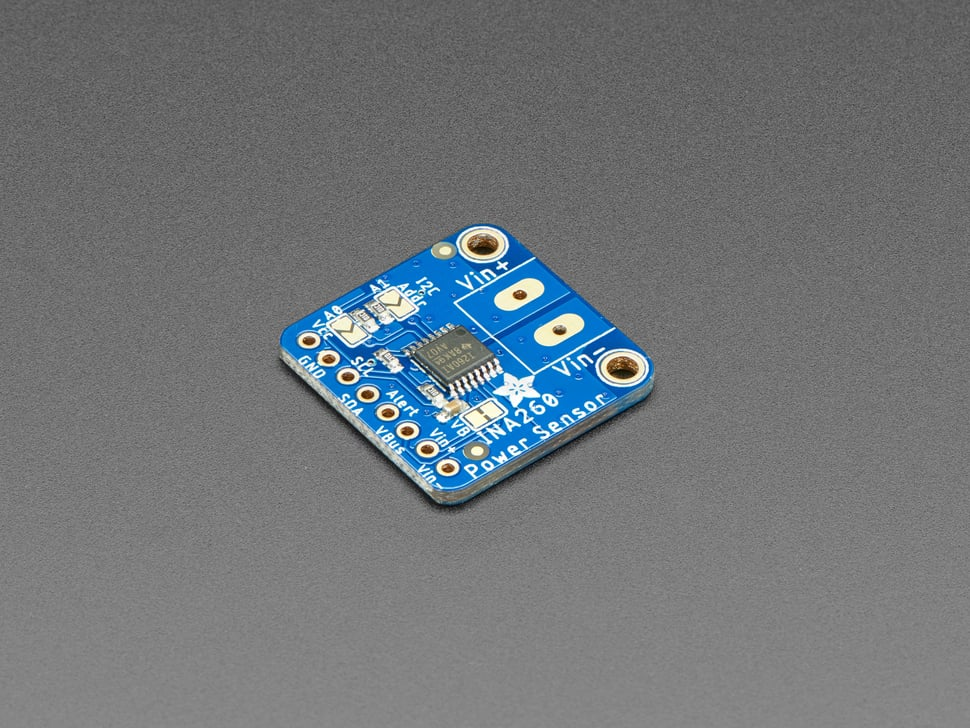 Vin+
Vin-
I2C
Addr
A1
A0
VCC
GND
SCL
SDA
Alert
VBus
Vin+
Vin-
VB
INA260
Power Sensor